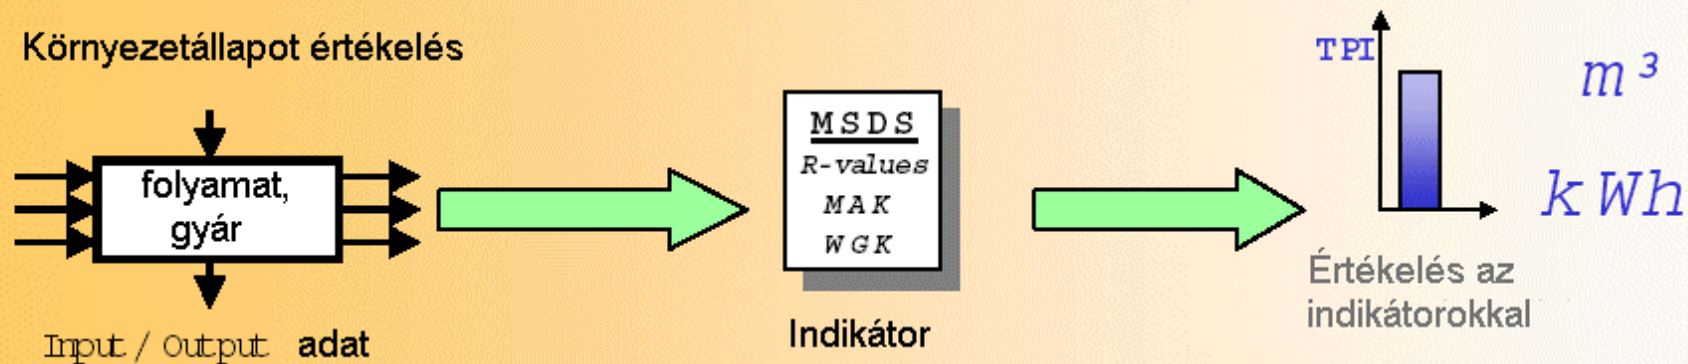 Környezetállapot értékelés
folyamat,
gyár
Input / Output adat
MSDS
R-values
MAK
WGK
Indikátor
TPI
m³
kWh
Értékelés az
indikátorokkal